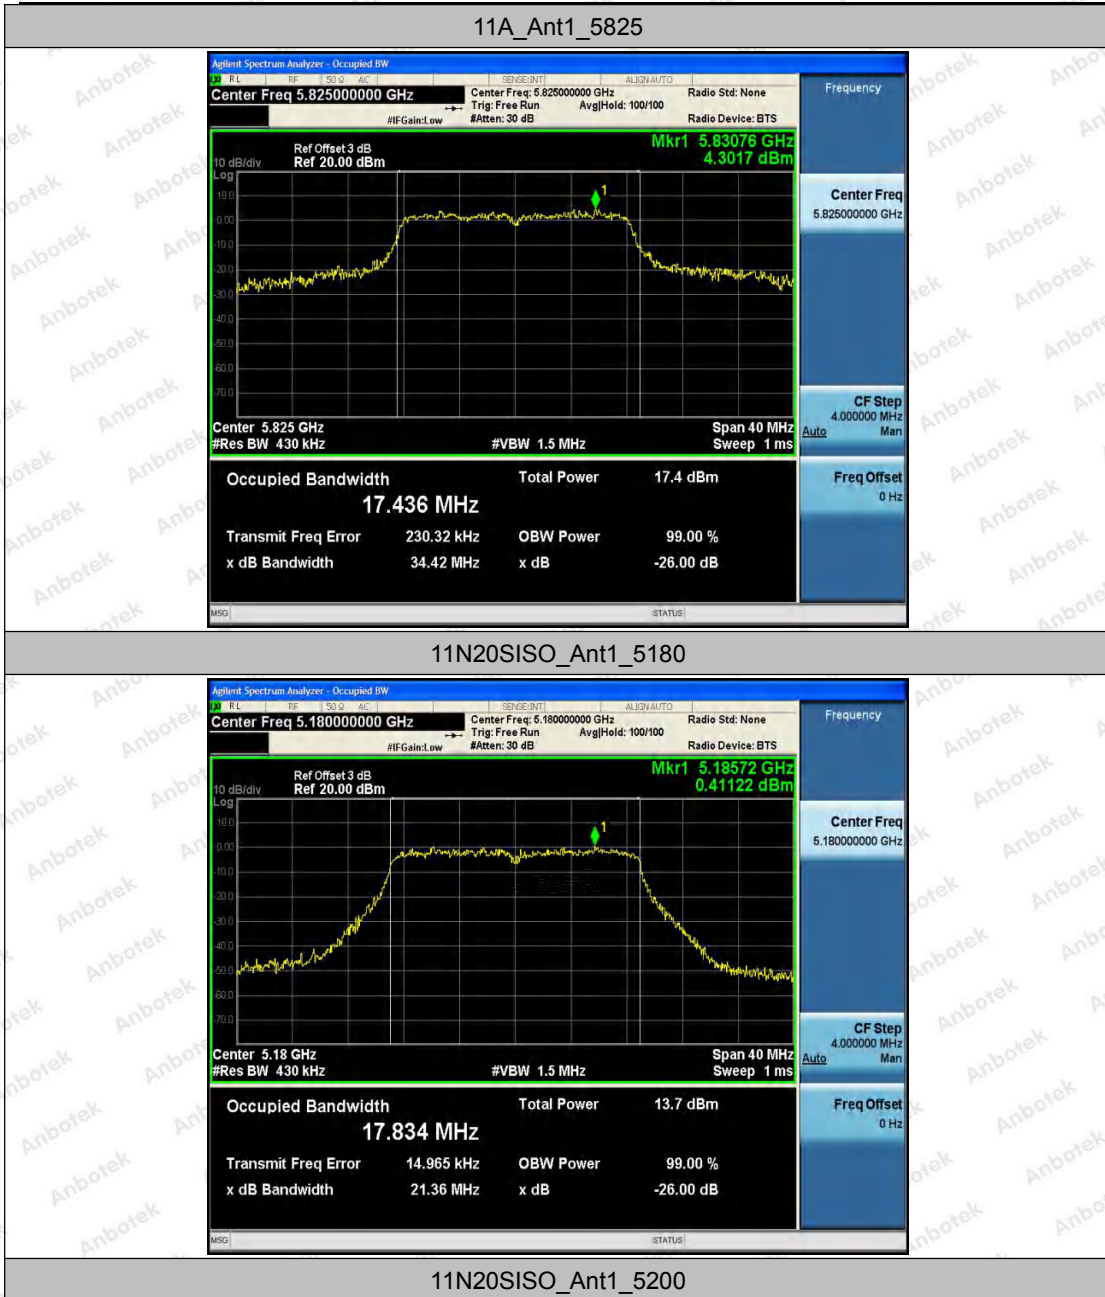 11A_Ant1_5825
Agilent Spectrum Analyzer - Occupied BW
RL RF 50 Ω AC SENSE:INT ALIGN AUTO
Center Freq 5.825000000 GHz
Center Freq: 5.825000000 GHz Radio Std: None
Trig: Free Run Avg|Hold: 100/100
#IFGain:Low #Atten: 30 dB Radio Device: BTS
Mkr1 5.83076 GHz
4.3017 dBm
Ref Offset 3 dB
10 dB/div Ref 20.00 dBm
Log
10.0
0.00
-10.0
-20.0
-30.0
-40.0
-50.0
-60.0
-70.0
1
Center 5.825 GHz Span 40 MHz
#Res BW 430 kHz #VBW 1.5 MHz Sweep 1 ms
Occupied Bandwidth Total Power 17.4 dBm
17.436 MHz
Transmit Freq Error 230.32 kHz OBW Power 99.00 %
x dB Bandwidth 34.42 MHz x dB -26.00 dB
MSG STATUS
Frequency
Center Freq
5.825000000 GHz
CF Step
4.000000 MHz
Auto Man
Freq Offset
0 Hz
11N20SISO_Ant1_5180
Agilent Spectrum Analyzer - Occupied BW
RL RF 50 Ω AC SENSE:INT ALIGN AUTO
Center Freq 5.180000000 GHz
Center Freq: 5.180000000 GHz Radio Std: None
Trig: Free Run Avg|Hold: 100/100
#IFGain:Low #Atten: 30 dB Radio Device: BTS
Mkr1 5.18572 GHz
0.41122 dBm
Ref Offset 3 dB
10 dB/div Ref 20.00 dBm
Log
10.0
0.00
-10.0
-20.0
-30.0
-40.0
-50.0
-60.0
-70.0
1
Center 5.18 GHz Span 40 MHz
#Res BW 430 kHz #VBW 1.5 MHz Sweep 1 ms
Occupied Bandwidth Total Power 13.7 dBm
17.834 MHz
Transmit Freq Error 14.965 kHz OBW Power 99.00 %
x dB Bandwidth 21.36 MHz x dB -26.00 dB
MSG STATUS
Frequency
Center Freq
5.180000000 GHz
CF Step
4.000000 MHz
Auto Man
Freq Offset
0 Hz
11N20SISO_Ant1_5200
Anbotek